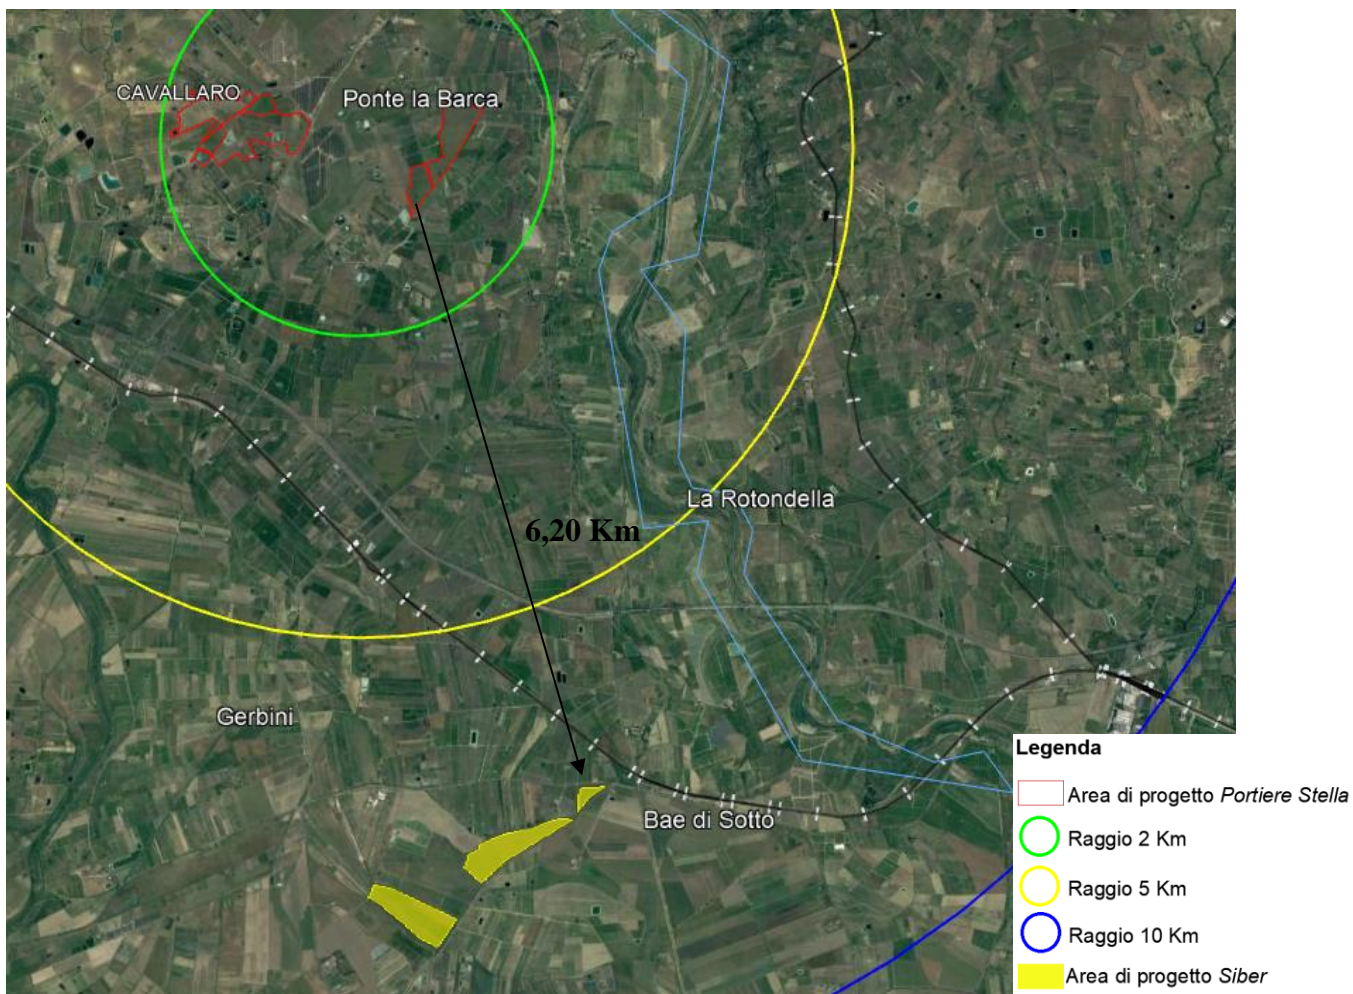 CAVALLARO
Ponte la Barca
La Rotondella
6,20 Km
Gerbini
Bae di Sotto
Legenda
Area di progetto Portiere Stella
Raggio 2 Km
Raggio 5 Km
Raggio 10 Km
Area di progetto Siber